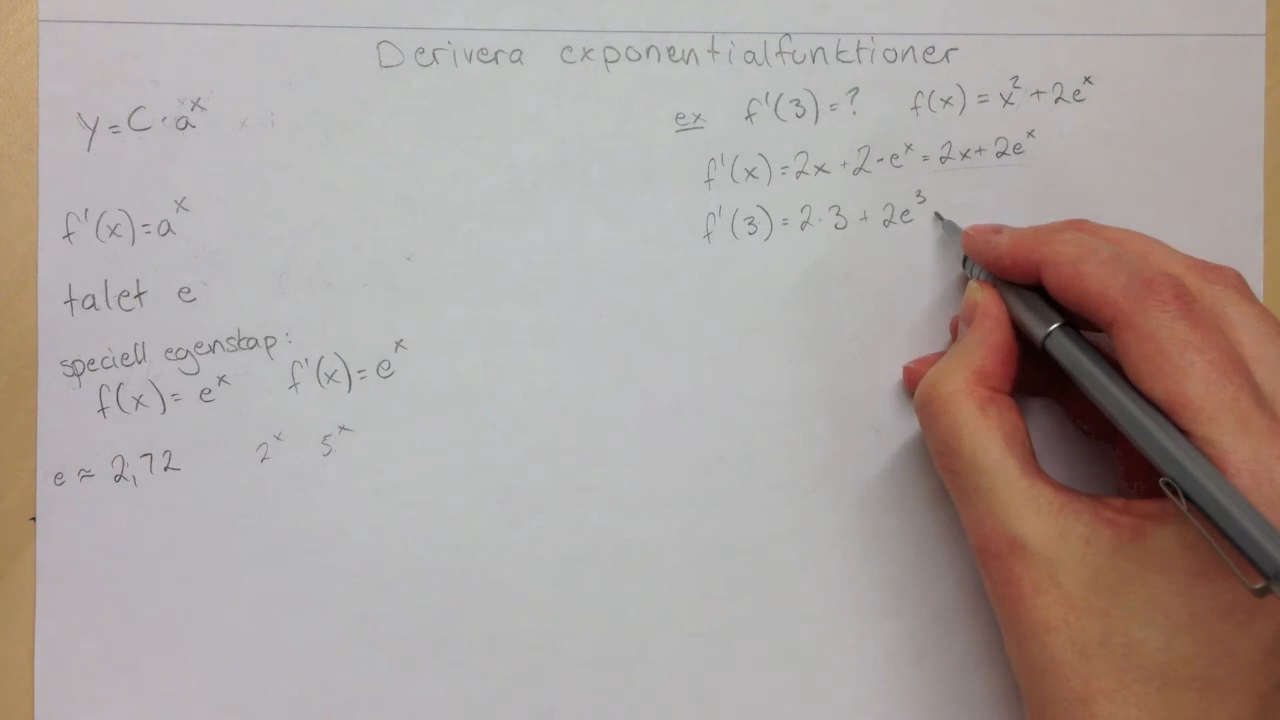 Derivera exponentialfunktioner
y=C·a^x
f'(x)=a^x
talet e
speciell egenskap:
f(x)=e^x f'(x)=e^x
e≈2,72 2^x 5^x
ex f'(3)=? f(x)=x²+2e^x
f'(x)=2x+2·e^x=2x+2e^x
f'(3)=2·3+2e³